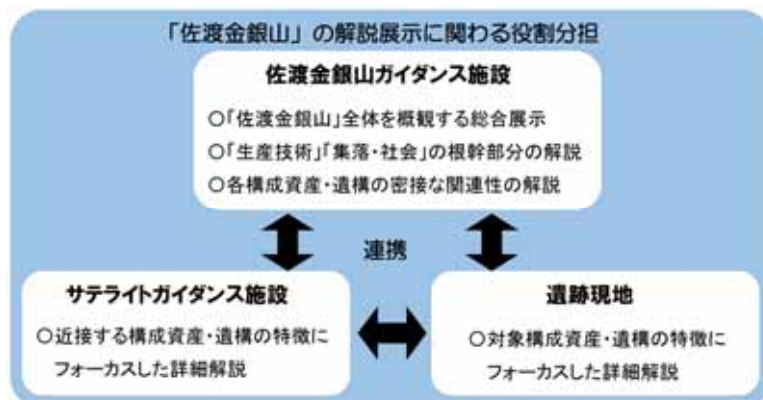 「佐渡金銀山」の解説展示に関わる役割分担
佐渡金銀山ガイダンス施設
○「佐渡金銀山」全体を概観する総合展示
○「生産技術」「集落・社会」の根幹部分の解説
○各構成資産・遺構の密接な関連性の解説
連携
サテライトガイダンス施設
○近接する構成資産・遺構の特徴に
フォーカスした詳細解説
遺跡現地
○対象構成資産・遺構の特徴に
フォーカスした詳細解説